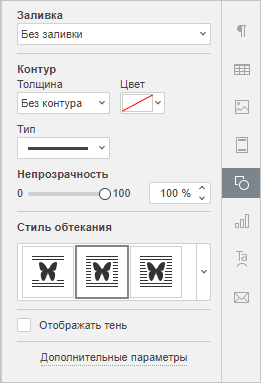 Заливка
Без заливки
Контур
Толщина Цвет
Без контура
Тип
Непрозрачность
0 100 100 %
Стиль обтекания
Отображать тень
Дополнительные параметры
Ta